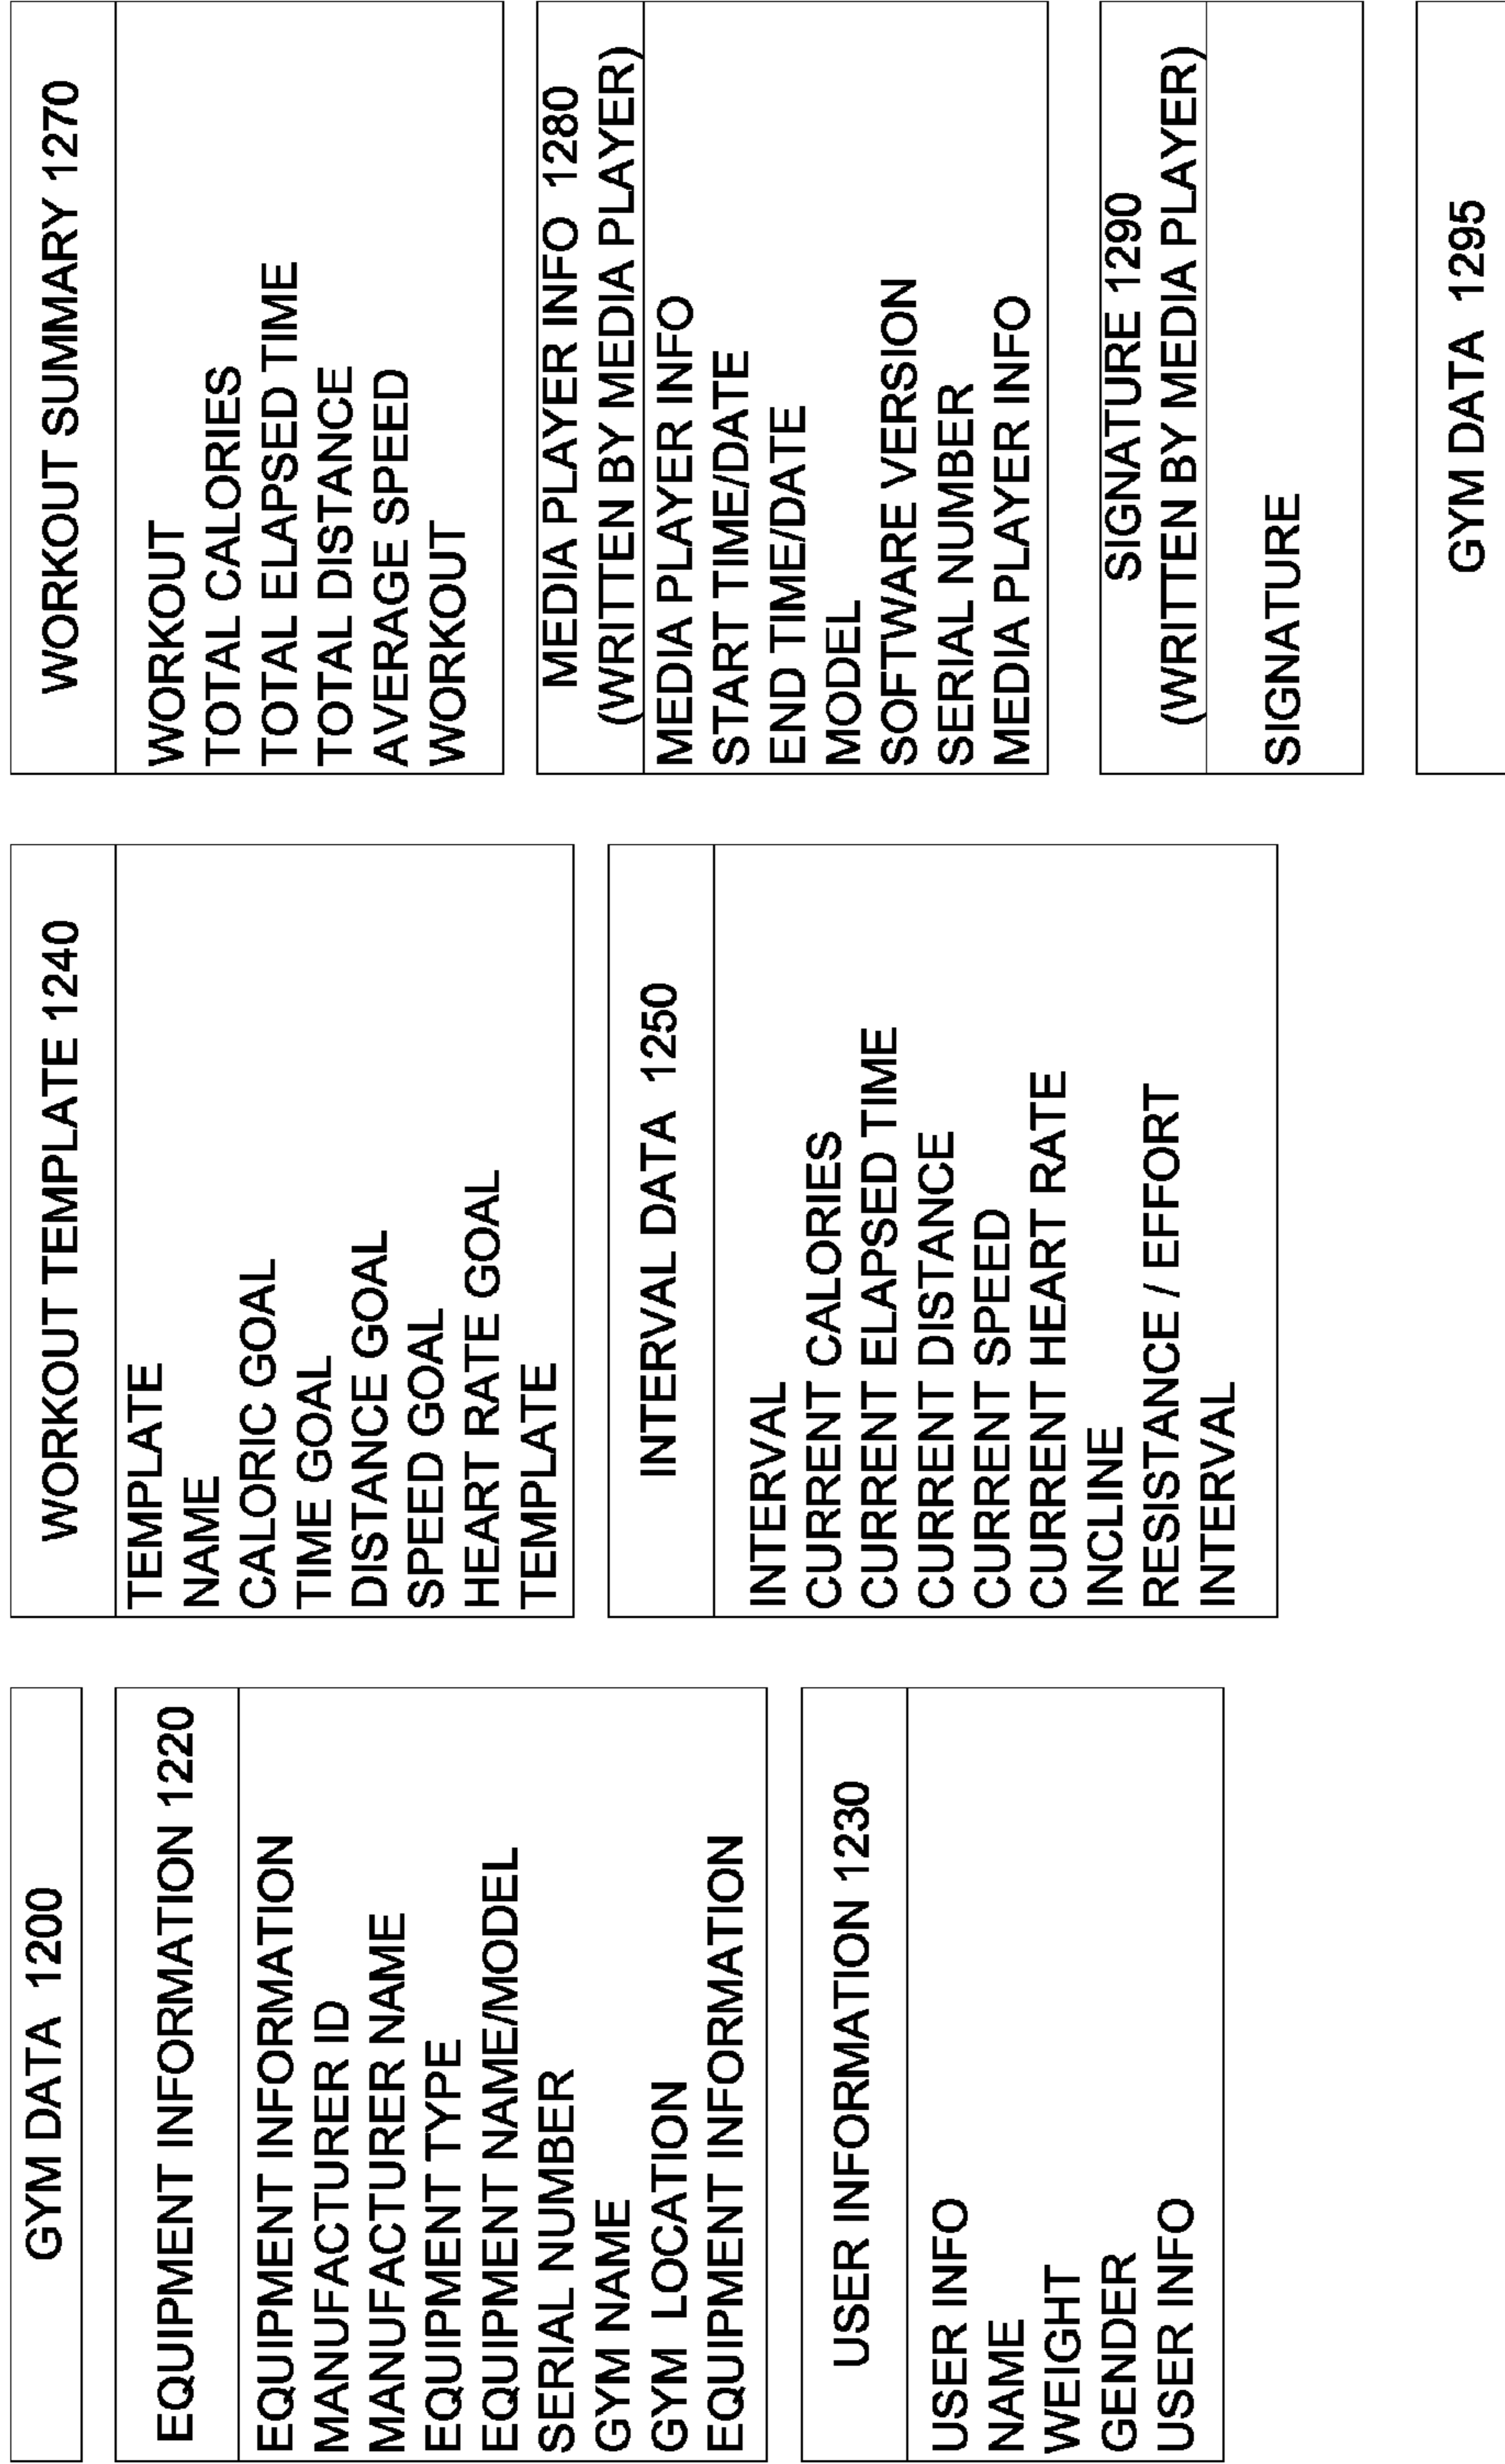 GYM DATA 1200
EQUIPMENT INFORMATION 1220
EQUIPMENT INFORMATION
MANUFACTURER ID
MANUFACTURER NAME
EQUIPMENT TYPE
EQUIPMENT NAME/MODEL
SERIAL NUMBER
GYM NAME
GYM LOCATION
EQUIPMENT INFORMATION
USER INFORMATION 1230
USER INFO
NAME
WEIGHT
GENDER
USER INFO
WORKOUT TEMPLATE 1240
TEMPLATE
NAME
CALORIC GOAL
TIME GOAL
DISTANCE GOAL
SPEED GOAL
HEART RATE GOAL
TEMPLATE
INTERVAL DATA 1250
INTERVAL
CURRENT CALORIES
CURRENT ELAPSED TIME
CURRENT DISTANCE
CURRENT SPEED
CURRENT HEART RATE
INCLINE
RESISTANCE / EFFORT
INTERVAL
WORKOUT SUMMARY 1270
WORKOUT
TOTAL CALORIES
TOTAL ELAPSED TIME
TOTAL DISTANCE
AVERAGE SPEED
WORKOUT
MEDIA PLAYER INFO 1280
(WRITTEN BY MEDIA PLAYER)
MEDIA PLAYER INFO
START TIME/DATE
END TIME/DATE
MODEL
SOFTWARE VERSION
SERIAL NUMBER
MEDIA PLAYER INFO
SIGNATURE 1290
(WRITTEN BY MEDIA PLAYER)
SIGNATURE
GYM DATA 1295